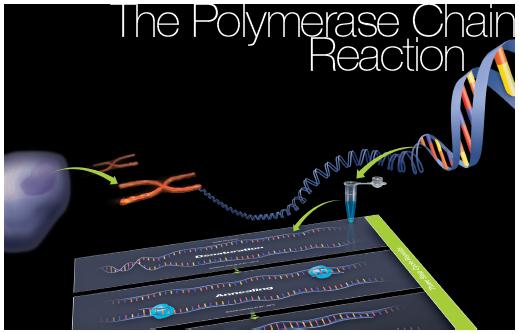 The Polymerase Chain
Reaction
Denaturation
Annealing